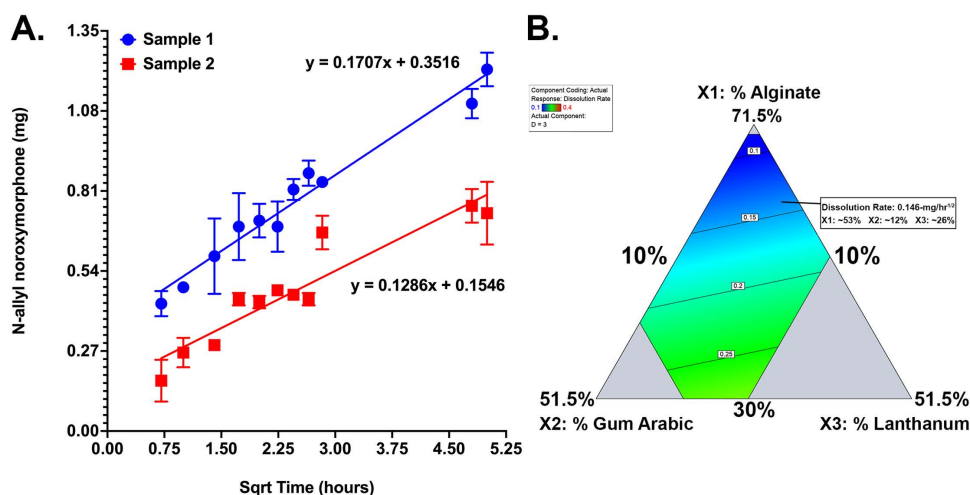 A.
Sample 1
Sample 2
y = 0.1707x + 0.3516
y = 0.1286x + 0.1546
N-allyl noroxymorphone (mg)
1.35
1.08
0.81
0.54
0.27
0.00
0.00 0.75 1.50 2.25 3.00 3.75 4.50 5.25
Sqrt Time (hours)
B.
Component Coding: Actual
Response: Dissolution Rate
0.1 0.4
Actual Component:
D = 3
X1: % Alginate
71.5%
0.1
Dissolution Rate: 0.146-mg/hr^1/2
X1: ~53% X2: ~12% X3: ~26%
0.15
10% 10%
0.2
0.25
51.5% 30% 51.5%
X2: % Gum Arabic X3: % Lanthanum